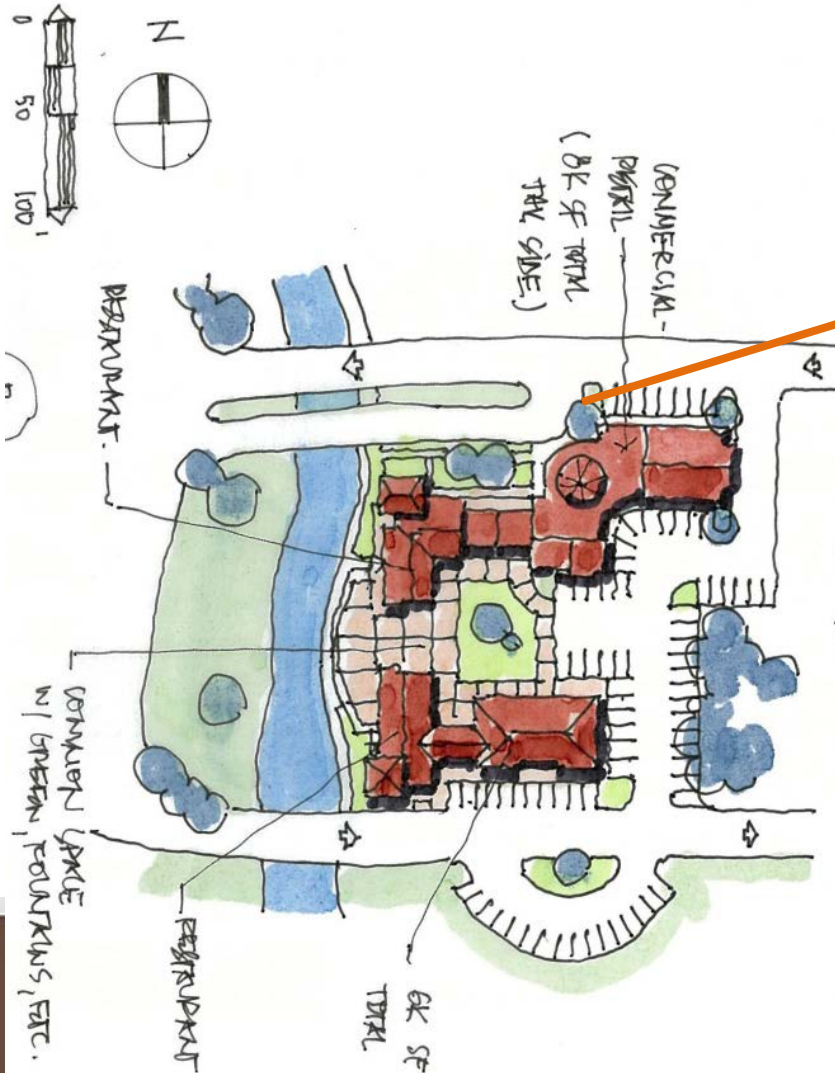 N
0 50 100'
COMMERCIAL -
RETAIL
(8K SF TOTAL
THIS SIDE)
RESTAURANT.
COMMON SPACE
W/ GREEN, FOUNTAINS, ETC.
RESTAURANT
6K SF
TOTAL